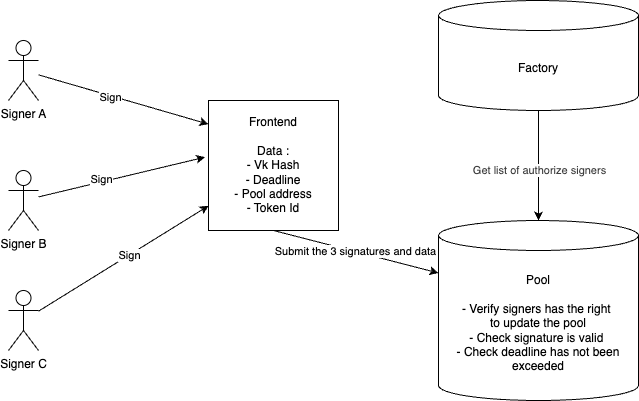 Signer A
Sign
Signer B
Sign
Signer C
Sign
Frontend
Data :
- Vk Hash
- Deadline
- Pool address
- Token Id
Submit the 3 signatures and data
Factory
Get list of authorize signers
Pool
- Verify signers has the right
to update the pool
- Check signature is valid
- Check deadline has not been
exceeded